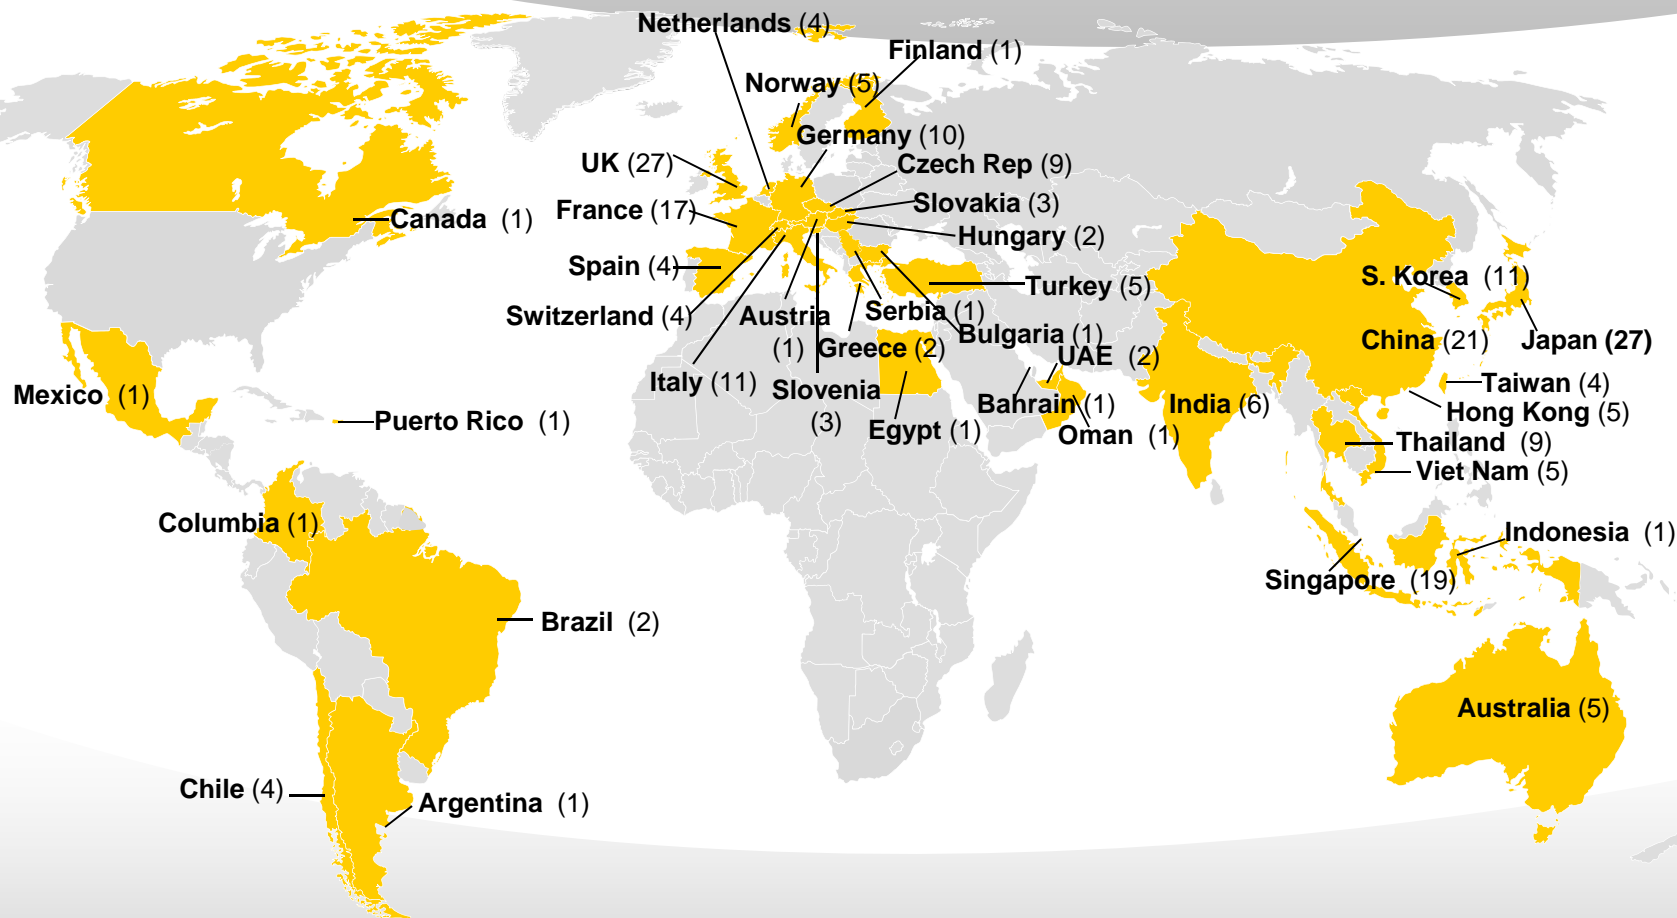 Netherlands (4)
Finland (1)
Norway (5)
Germany (10)
UK (27)
Czech Rep (9)
Slovakia (3)
France (17)
Canada (1)
Hungary (2)
Spain (4)
S. Korea (11)
Turkey (5)
Switzerland (4)
Austria
(1)
Serbia (1)
Bulgaria (1)
Greece (2)
UAE (2)
China (21)
Japan (27)
Italy (11)
Slovenia
(3)
Taiwan (4)
Mexico (1)
Bahrain (1)
India (6)
Hong Kong (5)
Puerto Rico (1)
Egypt (1)
Oman (1)
Thailand (9)
Viet Nam (5)
Columbia (1)
Indonesia (1)
Singapore (19)
Brazil (2)
Australia (5)
Chile (4)
Argentina (1)